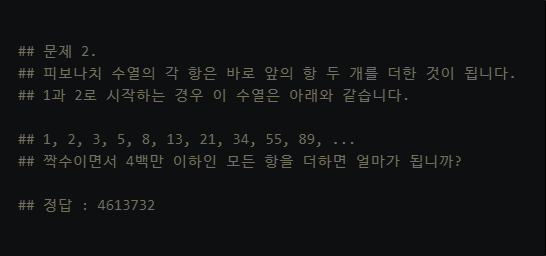 ## 문제 2.
## 피보나치 수열의 각 항은 바로 앞의 항 두 개를 더한 것이 됩니다.
## 1과 2로 시작하는 경우 이 수열은 아래와 같습니다.
## 1, 2, 3, 5, 8, 13, 21, 34, 55, 89, ...
## 짝수이면서 4백만 이하인 모든 항을 더하면 얼마가 됩니까?
## 정답 : 4613732